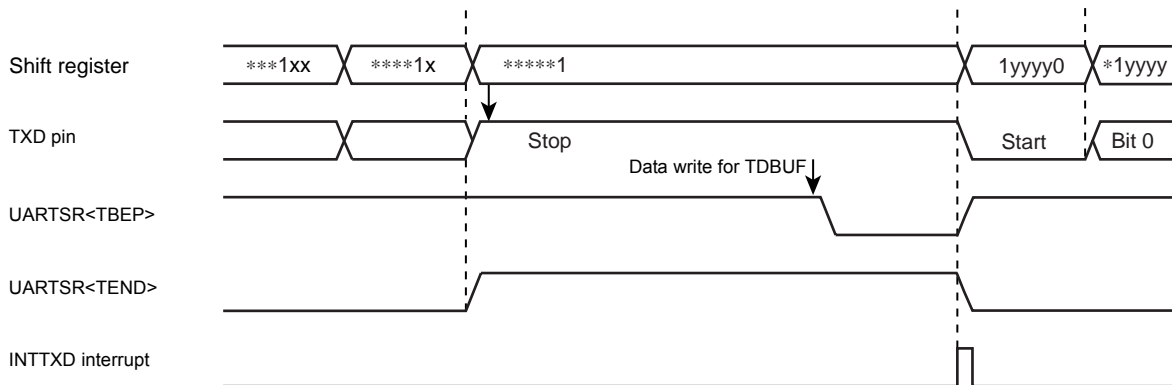 Shift register ***1xx ****1x *****1 1yyyy0 *1yyyy
TXD pin Stop Start Bit 0
Data write for TDBUF
UARTSR<TBEP>
UARTSR<TEND>
INTTXD interrupt